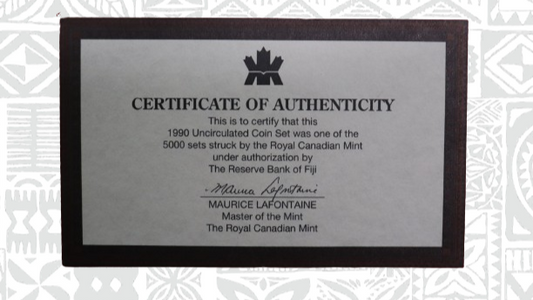 CERTIFICATE OF AUTHENTICITY
This is to certify that this
1990 Uncirculated Coin Set was one of the
5000 sets struck by the Royal Canadian Mint
under authorization by
The Reserve Bank of Fiji
Maurice Lafontaine
MAURICE LAFONTAINE
Master of the Mint
The Royal Canadian Mint